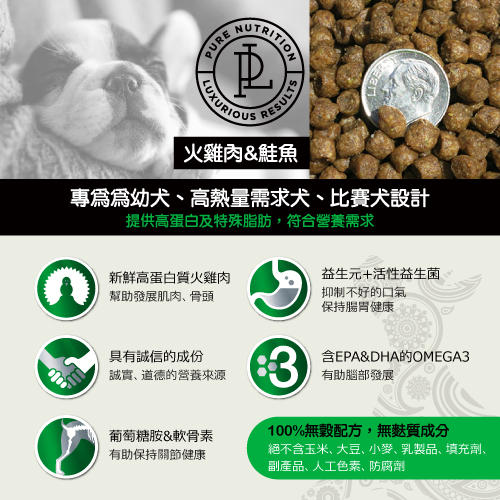 PURE NUTRITION
PL
LUXURIOUS RESULTS
LIBERTY
火雞肉&鮭魚
專為為幼犬、高熱量需求犬、比賽犬設計
提供高蛋白及特殊脂肪，符合營養需求
新鮮高蛋白質火雞肉
幫助發展肌肉、骨頭
益生元+活性益生菌
抑制不好的口氣
保持腸胃健康
具有誠信的成份
誠實、道德的營養來源
3
含EPA&DHA的OMEGA3
有助腦部發展
葡萄糖胺&軟骨素
有助保持關節健康
100%無穀配方，無麩質成分
絕不含玉米、大豆、小麥、乳製品、填充劑、
副產品、人工色素、防腐劑